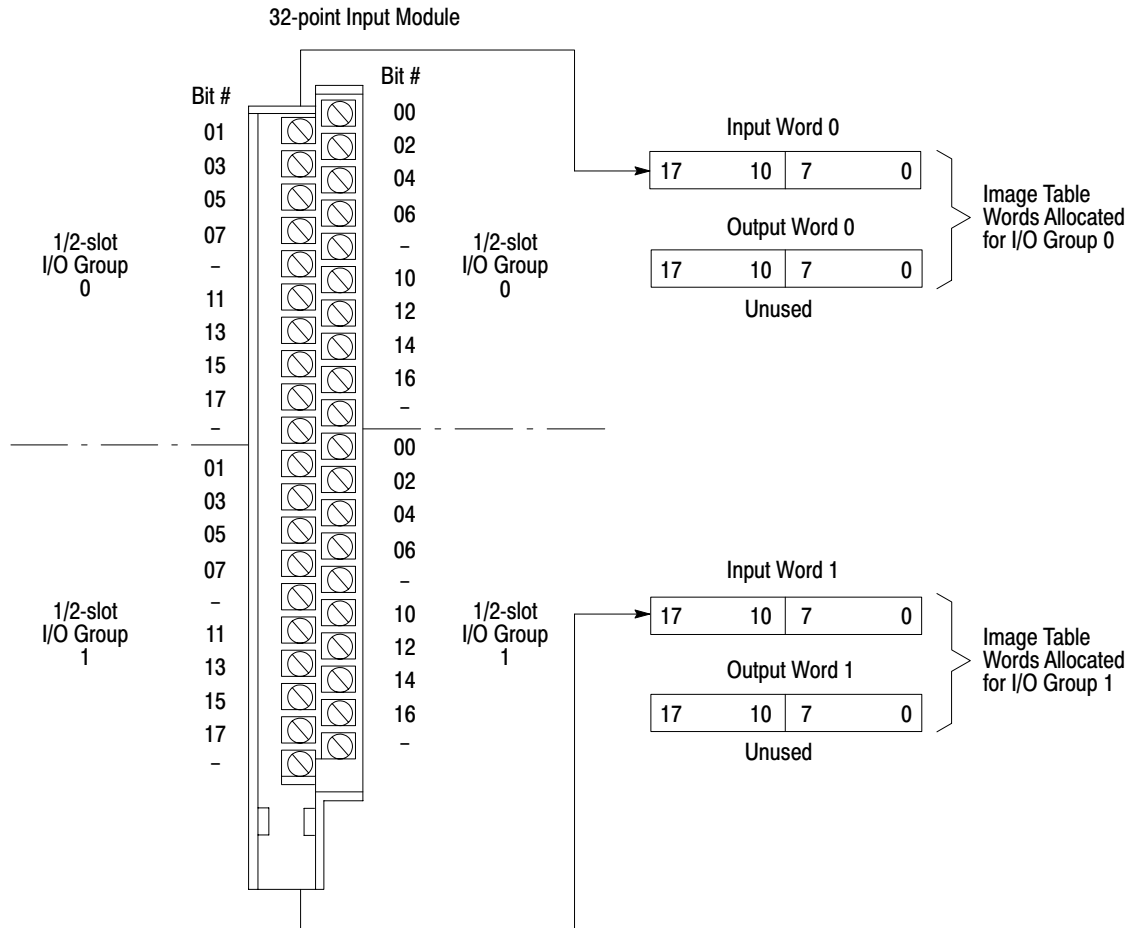 32-point Input Module
Bit #
01
03
05
07
–
11
13
15
17
–
1/2-slot
I/O Group
0
Bit #
00
02
04
06
–
10
12
14
16
–
1/2-slot
I/O Group
0
Input Word 0
17 10 7 0
Output Word 0
17 10 7 0
Unused
Image Table
Words Allocated
for I/O Group 0
01
03
05
07
–
11
13
15
17
–
1/2-slot
I/O Group
1
00
02
04
06
–
10
12
14
16
–
1/2-slot
I/O Group
1
Input Word 1
17 10 7 0
Output Word 1
17 10 7 0
Unused
Image Table
Words Allocated
for I/O Group 1